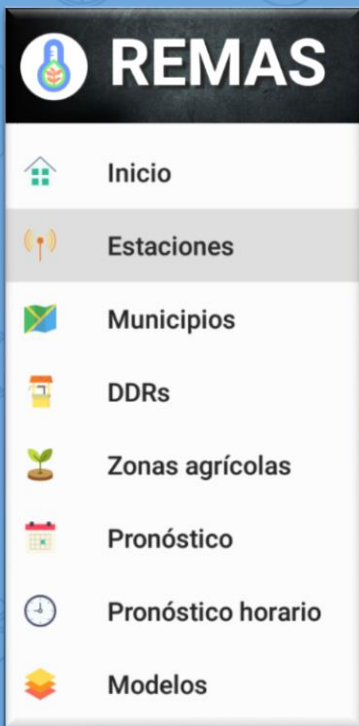 REMAS
Inicio
Estaciones
Municipios
DDRs
Zonas agrícolas
Pronóstico
Pronóstico horario
Modelos